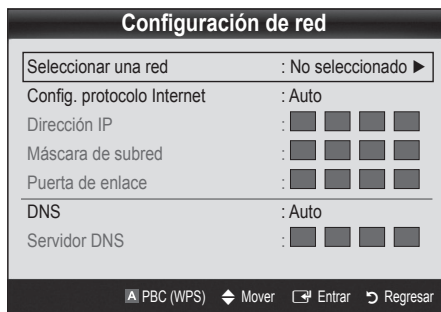 Configuración de red
Seleccionar una red : No seleccionado ▶
Config. protocolo Internet : Auto
Dirección IP :
Máscara de subred :
Puerta de enlace :
DNS : Auto
Servidor DNS :
A PBC (WPS) Mover Entrar Regresar